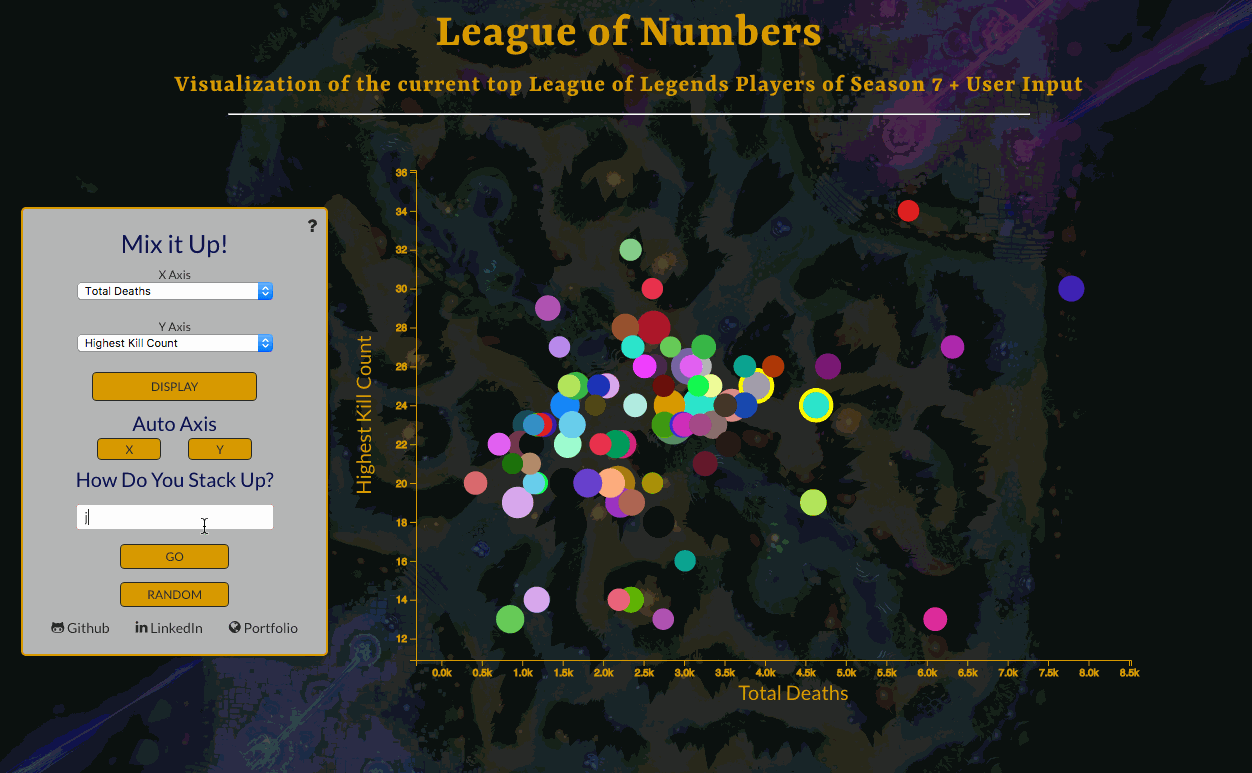 League of Numbers
Visualization of the current top League of Legends Players of Season 7 + User Input
?
Mix it Up!
X Axis
Total Deaths
Y Axis
Highest Kill Count
DISPLAY
Auto Axis
X Y
How Do You Stack Up?
j
GO
RANDOM
Github LinkedIn Portfolio
Highest Kill Count
36
34
32
30
28
26
24
22
20
18
16
14
12
0.0k 0.5k 1.0k 1.5k 2.0k 2.5k 3.0k 3.5k 4.0k 4.5k 5.0k 5.5k 6.0k 6.5k 7.0k 7.5k 8.0k 8.5k
Total Deaths